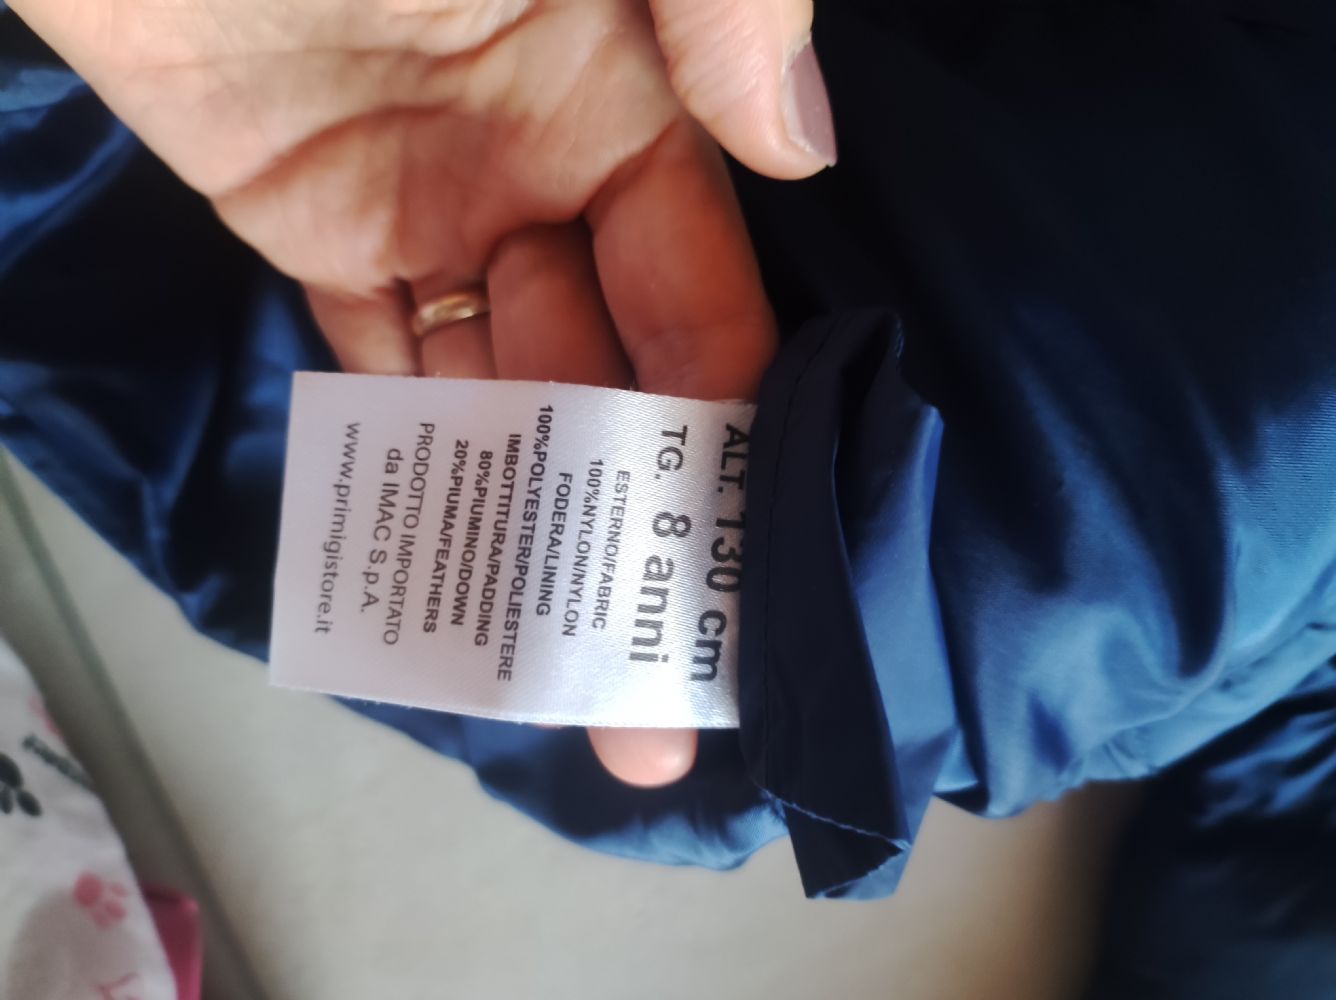 ALT. 130 cm
TG. 8 anni
ESTERNO/FABRIC
100%NYLON/NYLON
FODERA/LINING
100%POLYESTER/POLIESTERE
IMBOTTITURA/PADDING
80%PIUMINO/DOWN
20%PIUMA/FEATHERS
PRODOTTO IMPORTATO
da IMAC S.p.A.
www.primigistore.it